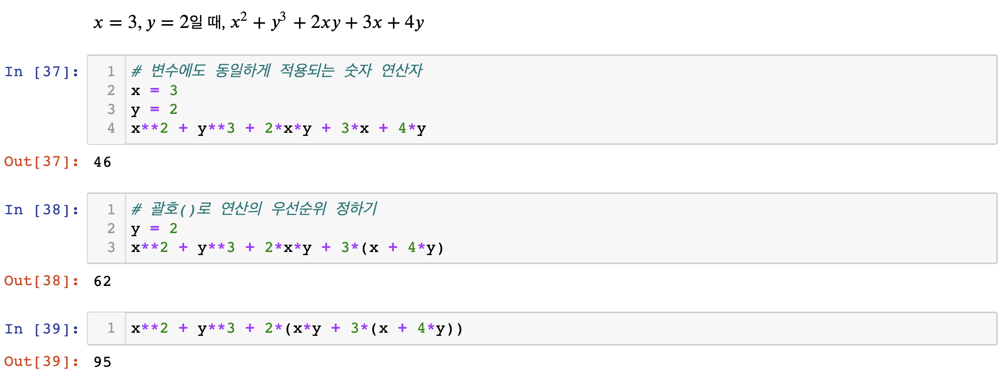 x = 3, y = 2일 때, x² + y³ + 2xy + 3x + 4y
In [37]:
1 # 변수에도 동일하게 적용되는 숫자 연산자
2 x = 3
3 y = 2
4 x**2 + y**3 + 2*x*y + 3*x + 4*y
Out[37]: 46
In [38]:
1 # 괄호()로 연산의 우선순위 정하기
2 y = 2
3 x**2 + y**3 + 2*x*y + 3*(x + 4*y)
Out[38]: 62
In [39]:
1 x**2 + y**3 + 2*(x*y + 3*(x + 4*y))
Out[39]: 95